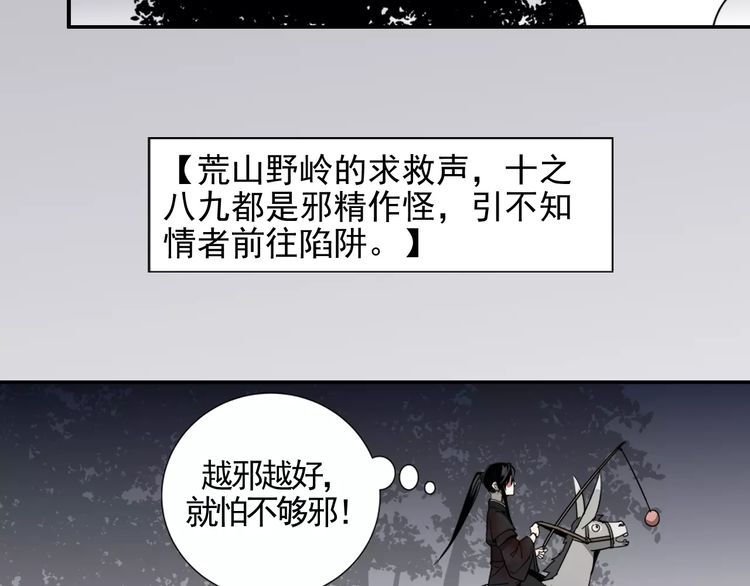 【荒山野岭的求救声，十之
八九都是邪精作怪，引不知
情者前往陷阱。】
越邪越好，
就怕不够邪！